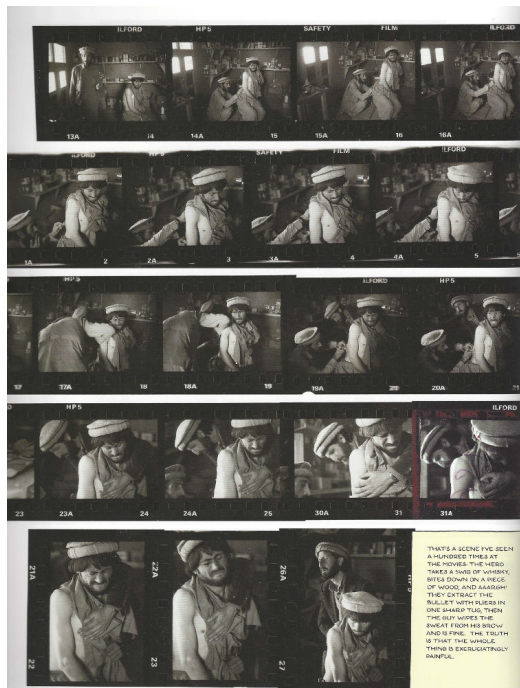 ILFORD HP5 SAFETY FILM ILFORD
13A 14 14A 15 15A 16 16A
ILFORD HP5 SAFETY FILM ILFORD
1A 2 2A 3 3A 4 4A 5
HP5 ILFORD HP5
17 17A 18 18A 19 19A 20 20A 21
HP5 ILFORD
23 23A 24 24A 25 30A 31 31A
21A 22A 26A HP5
22 23 27
THAT'S A SCENE I'VE SEEN
A HUNDRED TIMES AT
THE MOVIES. THE HERO
TAKES A SWIG OF WHISKY,
BITES DOWN ON A PIECE
OF WOOD, AND AAARGH!
THEY EXTRACT THE
BULLET WITH PLIERS IN
ONE SHARP TUG, THEN
THE GUY WIPES THE
SWEAT FROM HIS BROW
AND IS FINE. THE TRUTH
IS THAT THE WHOLE
THING IS EXCRUCIATINGLY
PAINFUL.